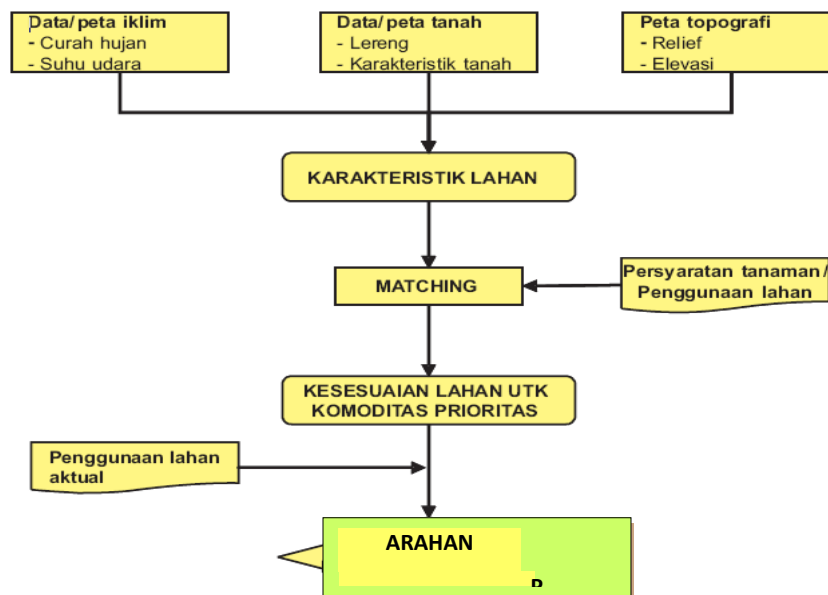 Data/peta iklim
- Curah hujan
- Suhu udara
Data/peta tanah
- Lereng
- Karakteristik tanah
Peta topografi
- Relief
- Elevasi
KARAKTERISTIK LAHAN
MATCHING
Persyaratan tanaman/
Penggunaan lahan
KESESUAIAN LAHAN UTK
KOMODITAS PRIORITAS
Penggunaan lahan
aktual
ARAHAN